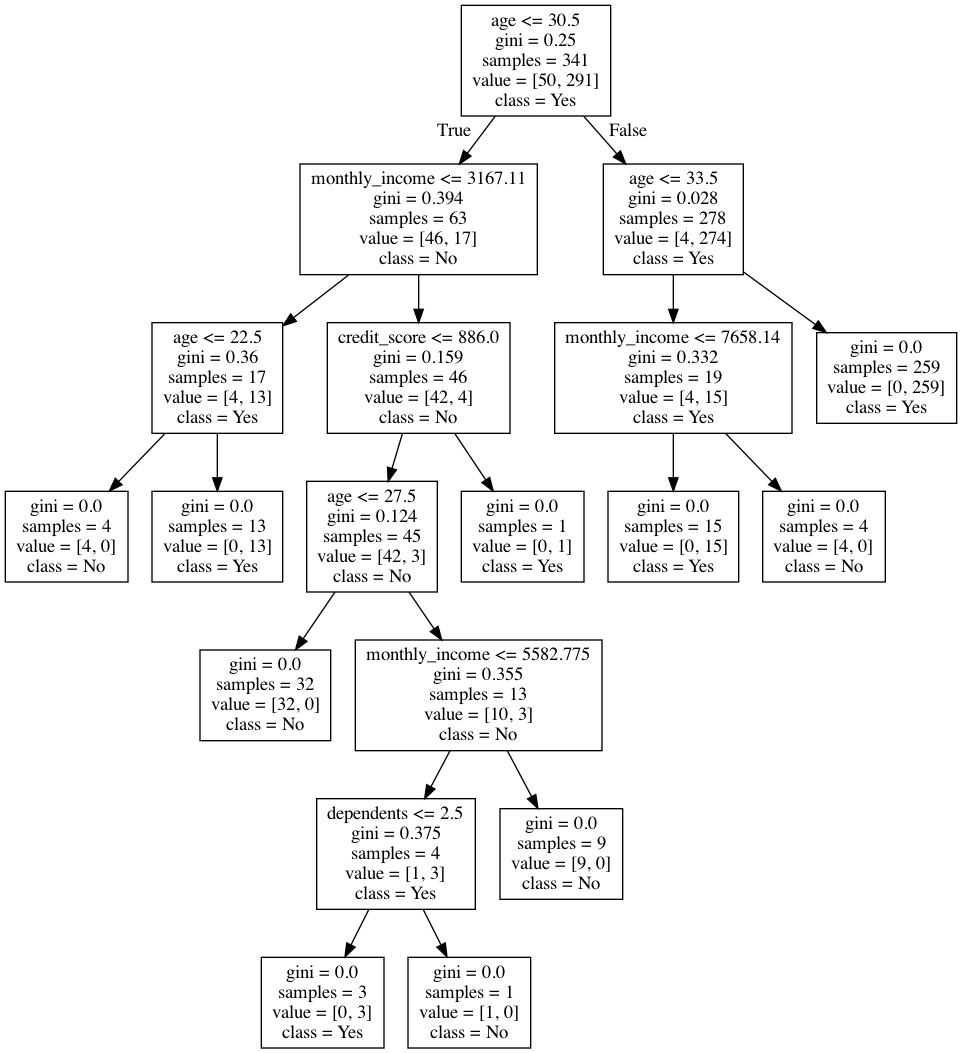 age <= 30.5
gini = 0.25
samples = 341
value = [50, 291]
class = Yes
True
False
monthly_income <= 3167.11
gini = 0.394
samples = 63
value = [46, 17]
class = No
age <= 33.5
gini = 0.028
samples = 278
value = [4, 274]
class = Yes
age <= 22.5
gini = 0.36
samples = 17
value = [4, 13]
class = Yes
credit_score <= 886.0
gini = 0.159
samples = 46
value = [42, 4]
class = No
monthly_income <= 7658.14
gini = 0.332
samples = 19
value = [4, 15]
class = Yes
gini = 0.0
samples = 259
value = [0, 259]
class = Yes
gini = 0.0
samples = 4
value = [4, 0]
class = No
gini = 0.0
samples = 13
value = [0, 13]
class = Yes
age <= 27.5
gini = 0.124
samples = 45
value = [42, 3]
class = No
gini = 0.0
samples = 1
value = [0, 1]
class = Yes
gini = 0.0
samples = 15
value = [0, 15]
class = Yes
gini = 0.0
samples = 4
value = [4, 0]
class = No
gini = 0.0
samples = 32
value = [32, 0]
class = No
monthly_income <= 5582.775
gini = 0.355
samples = 13
value = [10, 3]
class = No
dependents <= 2.5
gini = 0.375
samples = 4
value = [1, 3]
class = Yes
gini = 0.0
samples = 9
value = [9, 0]
class = No
gini = 0.0
samples = 3
value = [0, 3]
class = Yes
gini = 0.0
samples = 1
value = [1, 0]
class = No